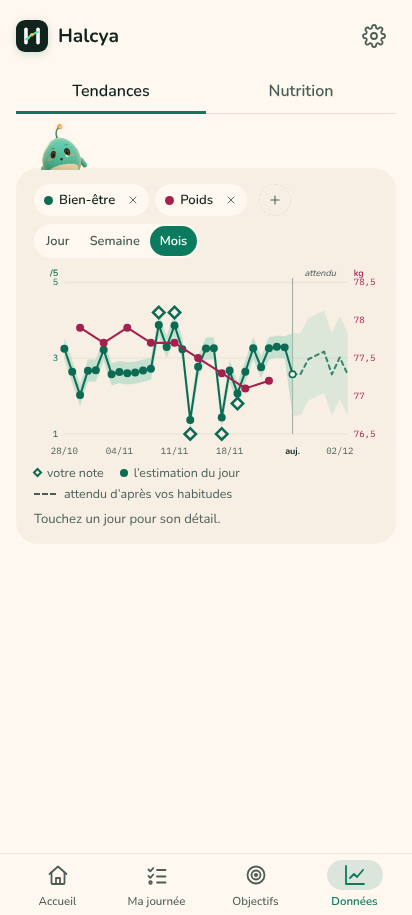 Halcya
Tendances
Nutrition
Bien-être ×
Poids ×
+
Jour
Semaine
Mois
/5
attendu
kg
5
3
1
78,5
78
77,5
77
76,5
28/10
04/11
11/11
18/11
auj.
02/12
votre note
l’estimation du jour
attendu d’après vos habitudes
Touchez un jour pour son détail.
Accueil
Ma journée
Objectifs
Données